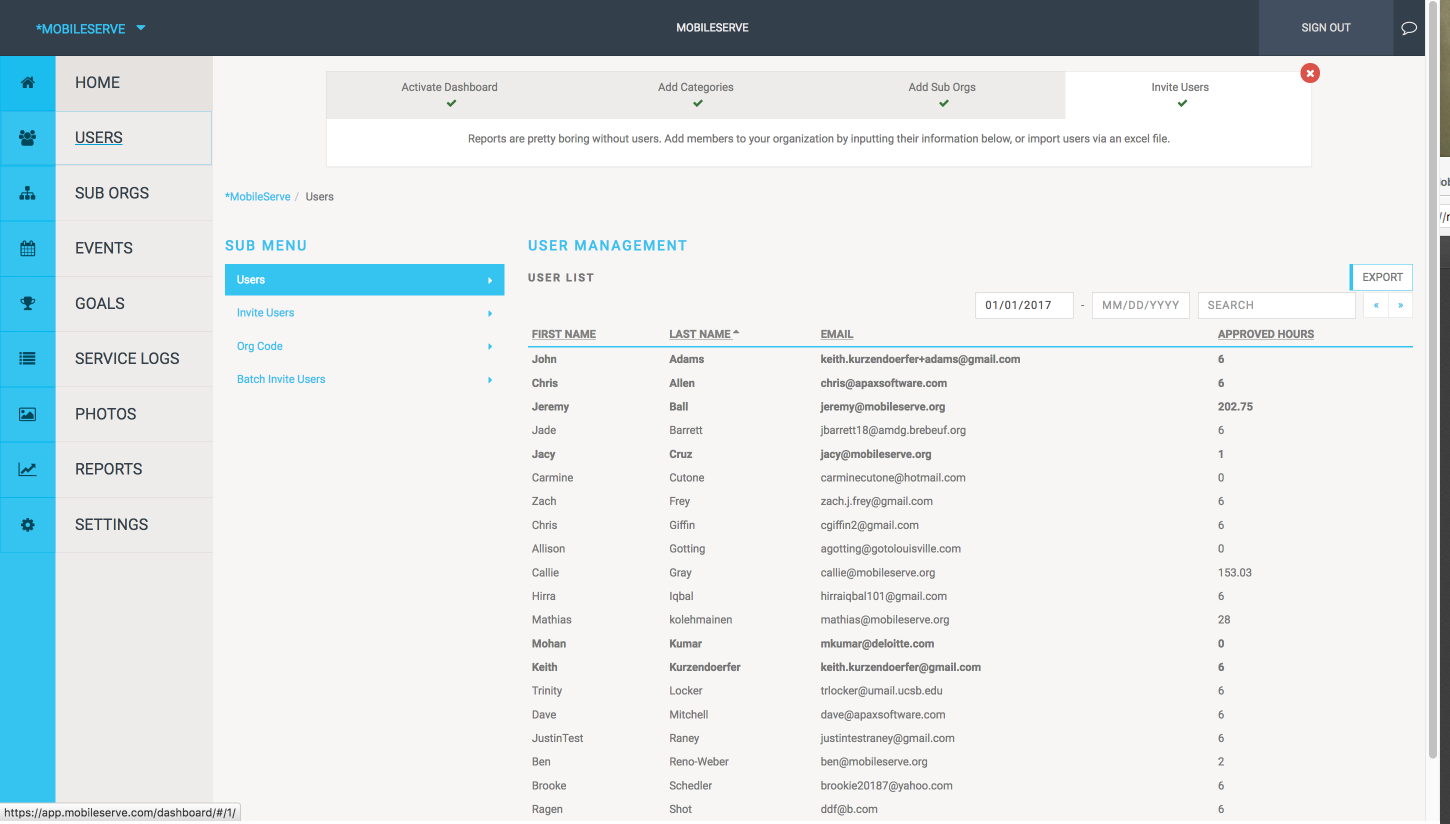 *MOBILESERVE
MOBILESERVE
SIGN OUT
HOME
USERS
SUB ORGS
EVENTS
GOALS
SERVICE LOGS
PHOTOS
REPORTS
SETTINGS
Activate Dashboard Add Categories Add Sub Orgs Invite Users
Reports are pretty boring without users. Add members to your organization by inputting their information below, or import users via an excel file.
*MobileServe / Users
SUB MENU
Users
Invite Users
Org Code
Batch Invite Users
USER MANAGEMENT
USER LIST
EXPORT
01/01/2017 - MM/DD/YYYY SEARCH « »
FIRST NAME LAST NAME EMAIL APPROVED HOURS
John Adams keith.kurzendoerfer+adams@gmail.com 6
Chris Allen chris@apaxsoftware.com 6
Jeremy Ball jeremy@mobileserve.org 202.75
Jade Barrett jbarrett18@amdg.brebeuf.org 6
Jacy Cruz jacy@mobileserve.org 1
Carmine Cutone carminecutone@hotmail.com 0
Zach Frey zach.j.frey@gmail.com 6
Chris Giffin cgiffin2@gmail.com 6
Allison Gotting agotting@gotolouisville.com 0
Callie Gray callie@mobileserve.org 153.03
Hirra Iqbal hirraiqbal101@gmail.com 6
Mathias kolehmainen mathias@mobileserve.org 28
Mohan Kumar mkumar@deloitte.com 0
Keith Kurzendoerfer keith.kurzendoerfer@gmail.com 6
Trinity Locker trlocker@umail.ucsb.edu 6
Dave Mitchell dave@apaxsoftware.com 6
JustinTest Raney justintestraney@gmail.com 6
Ben Reno-Weber ben@mobileserve.org 2
Brooke Schedler brookie20187@yahoo.com 6
Ragen Shot ddf@b.com 6
https://app.mobileserve.com/dashboard/#/1/